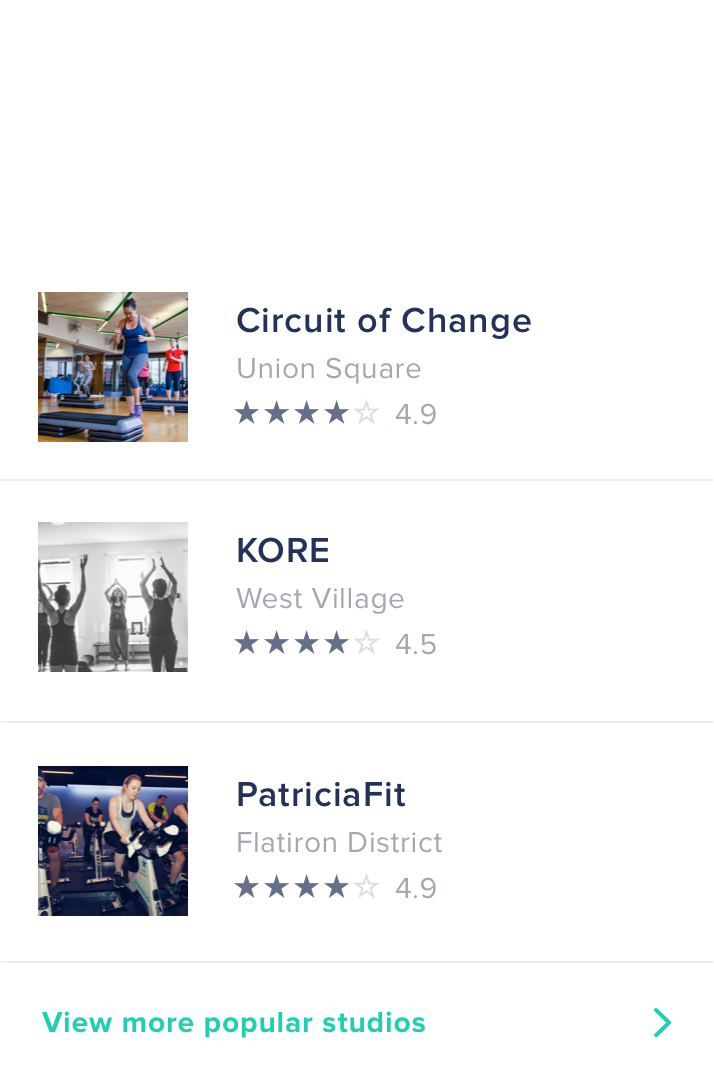 Circuit of Change
Union Square
★★★★☆ 4.9
KORE
West Village
★★★★☆ 4.5
PatriciaFit
Flatiron District
★★★★☆ 4.9
View more popular studios